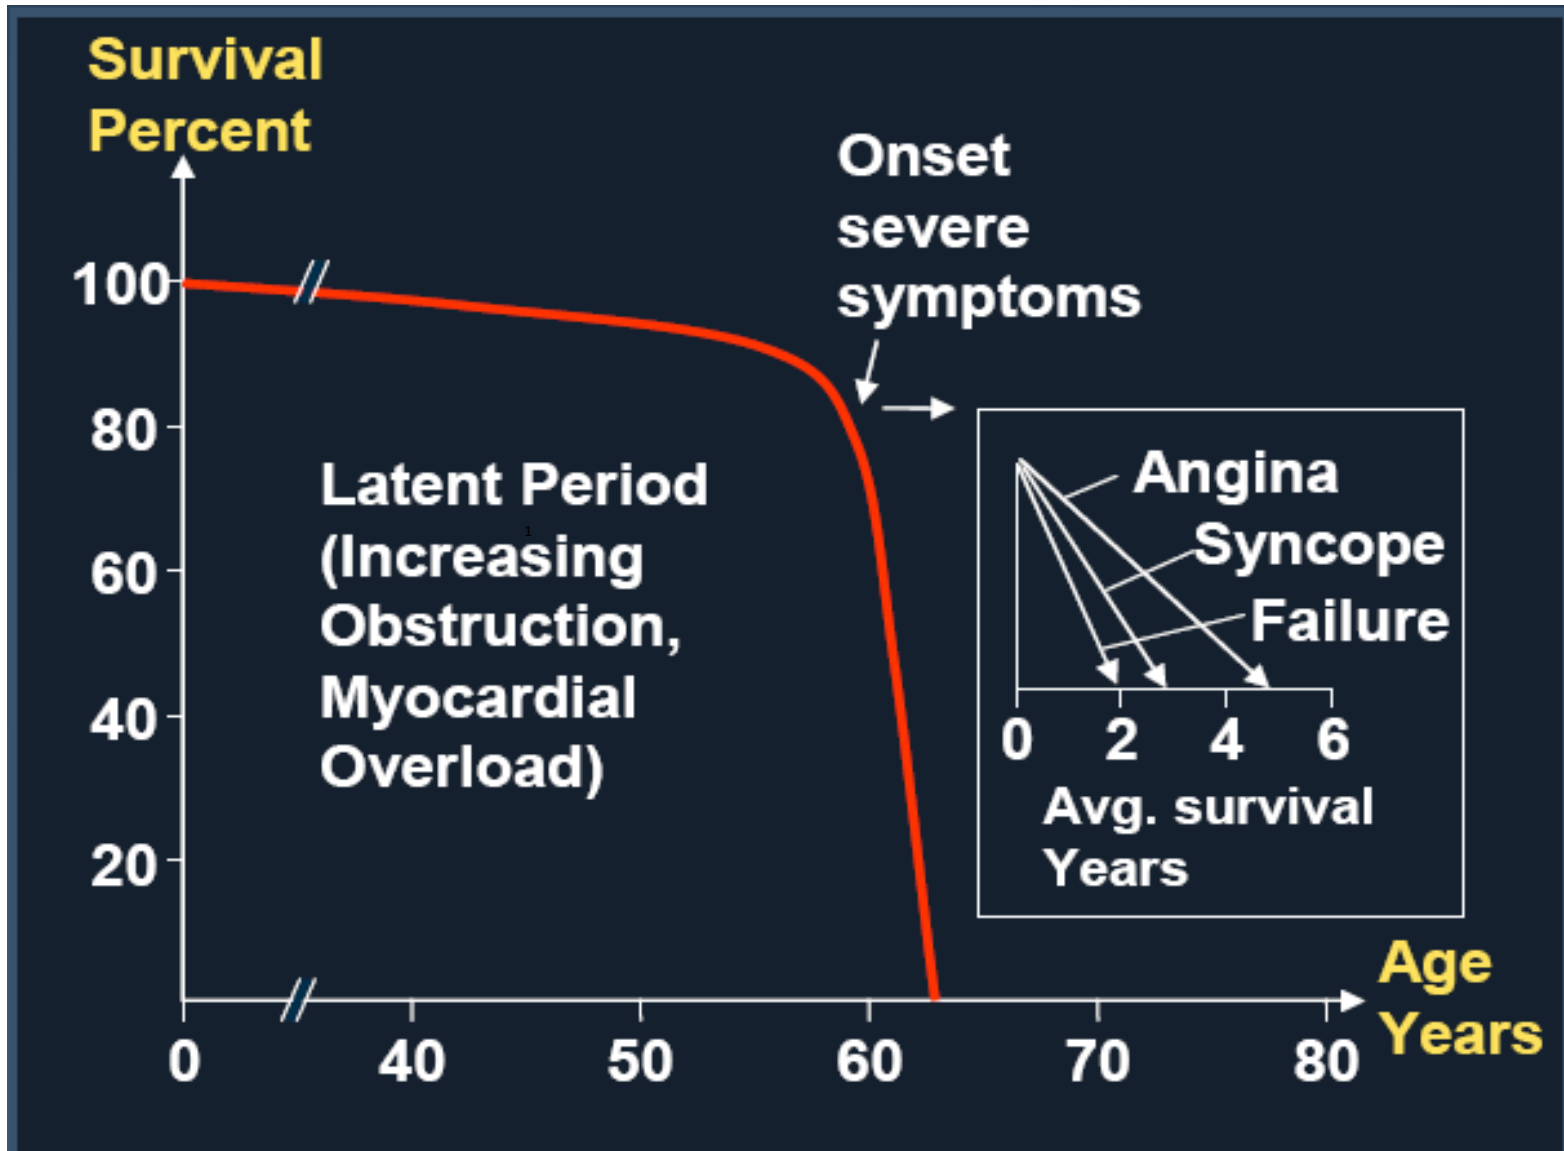 Survival
Percent
Onset
severe
symptoms
100
80
60
40
20
Latent Period
1
(Increasing
Obstruction,
Myocardial
Overload)
Angina
Syncope
Failure
0 2 4 6
Avg. survival
Years
Age
Years
0 40 50 60 70 80